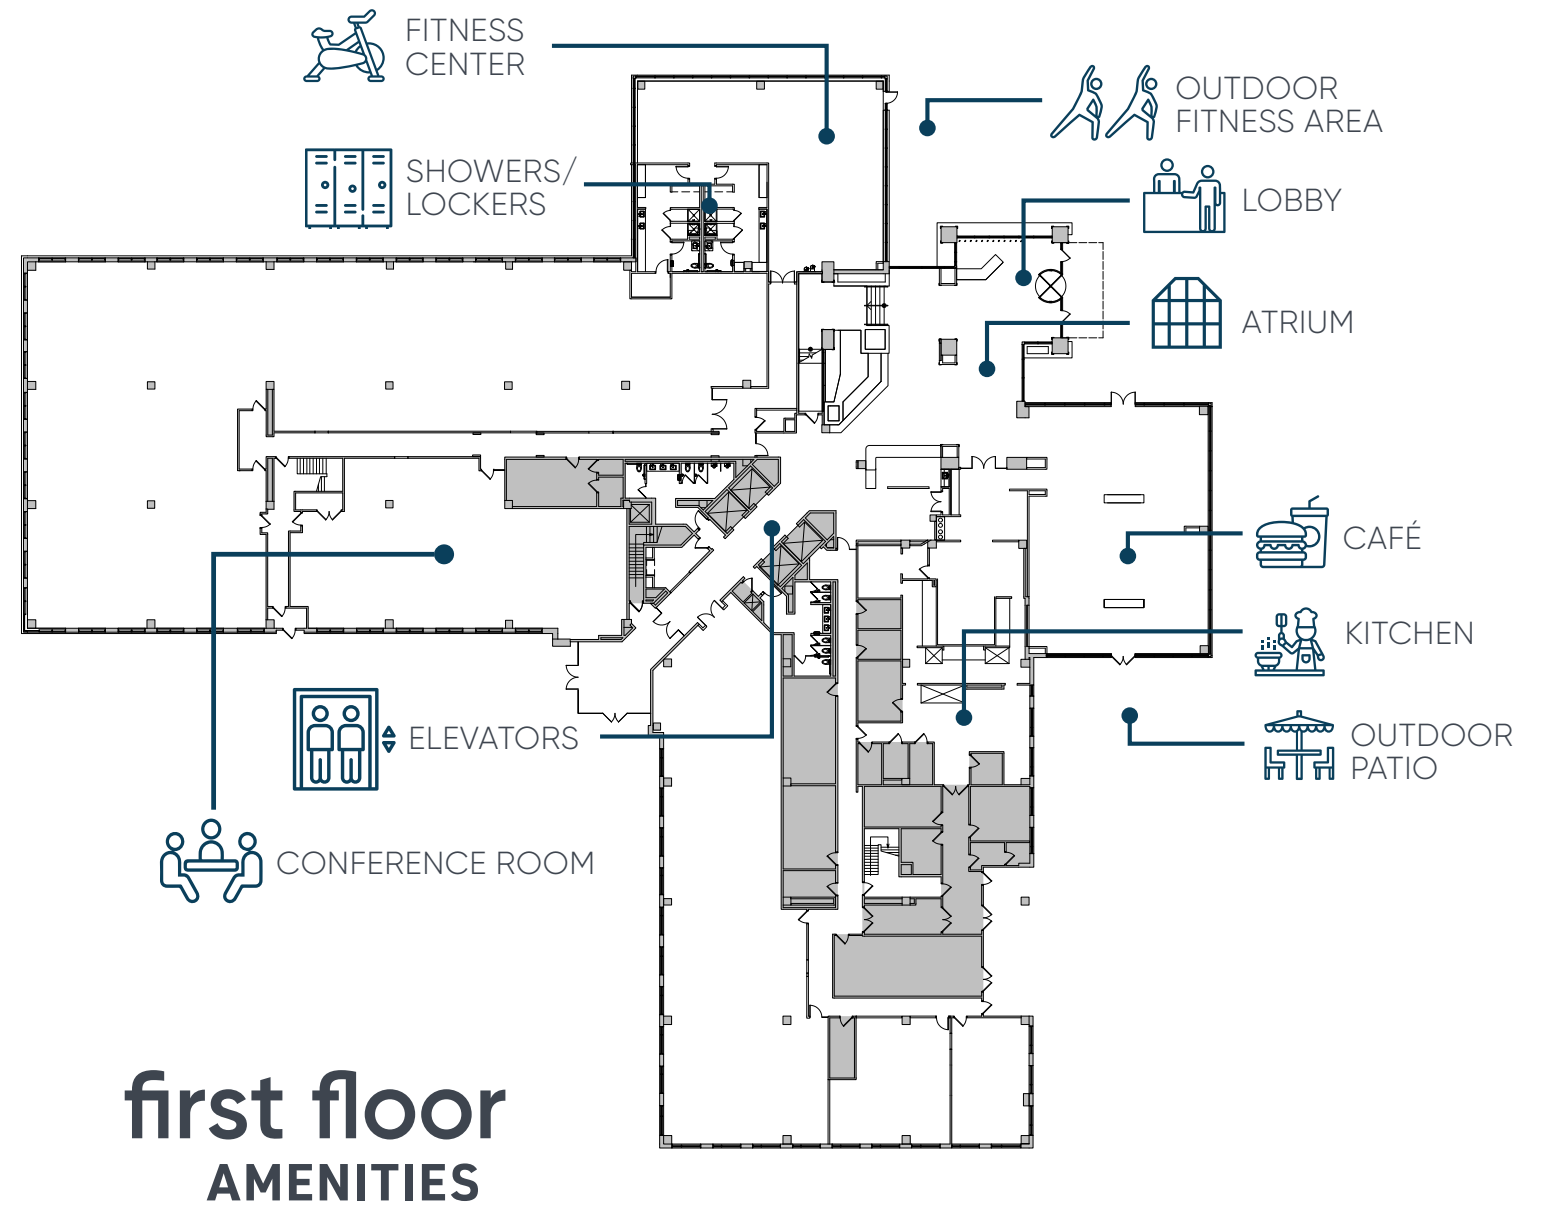 FITNESS
CENTER
OUTDOOR
FITNESS AREA
SHOWERS/
LOCKERS
LOBBY
ATRIUM
CAFÉ
KITCHEN
ELEVATORS
OUTDOOR
PATIO
CONFERENCE ROOM
first floor
AMENITIES